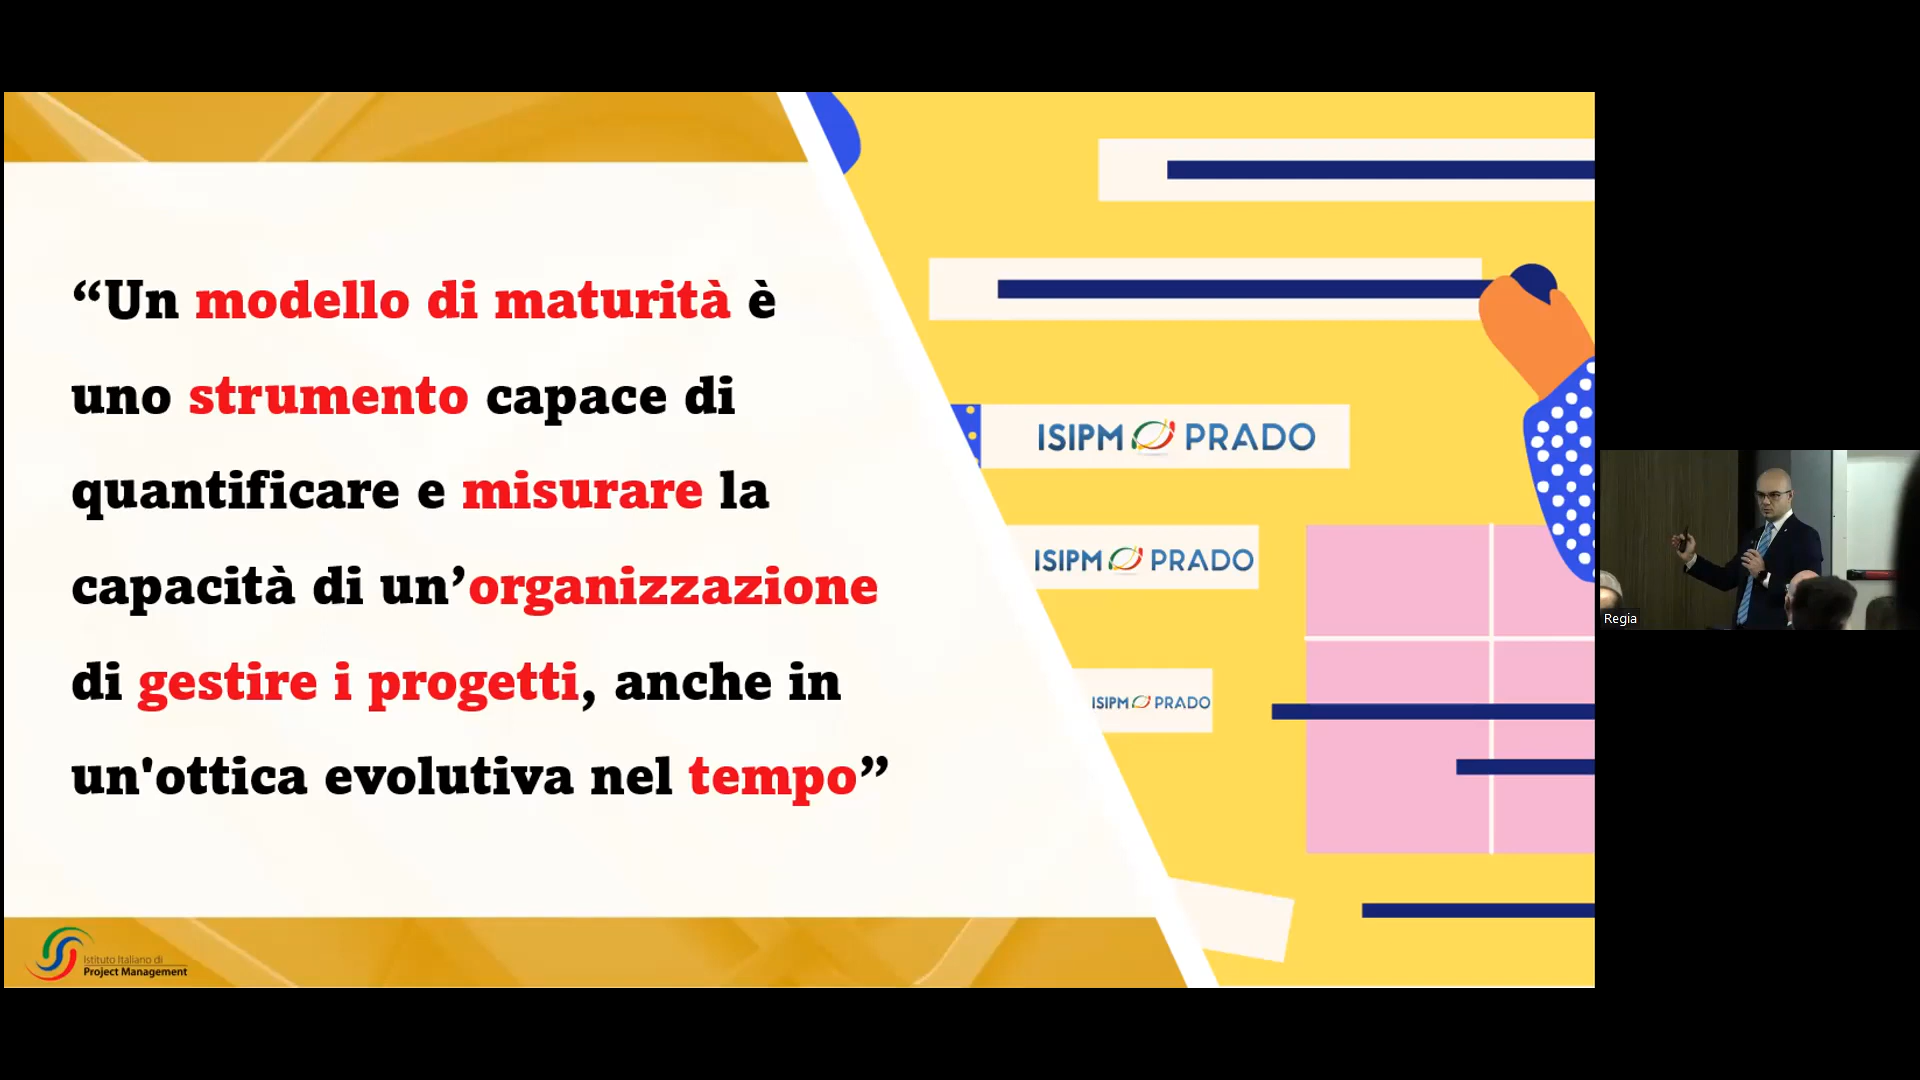 “Un modello di maturità è
uno strumento capace di
quantificare e misurare la
capacità di un’organizzazione
di gestire i progetti, anche in
un'ottica evolutiva nel tempo”
ISIPM PRADO
ISIPM PRADO
ISIPM PRADO
Istituto Italiano di
Project Management
Regia